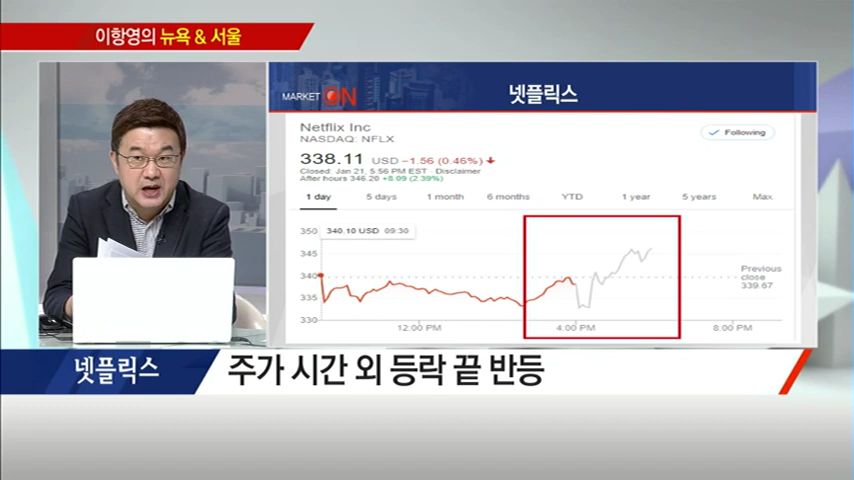 이항영의 뉴욕 & 서울
MARKET ON
넷플릭스
Netflix Inc
NASDAQ: NFLX
Following
338.11 USD −1.56 (0.46%)
Closed: Jan 21, 5:56 PM EST · Disclaimer
After hours 346.20 +8.09 (2.39%)
1 day 5 days 1 month 6 months YTD 1 year 5 years Max
350
340.10 USD 09:30
345
340
335
330
Previous
close
339.67
12:00 PM 4:00 PM 8:00 PM
넷플릭스
주가 시간 외 등락 끝 반등